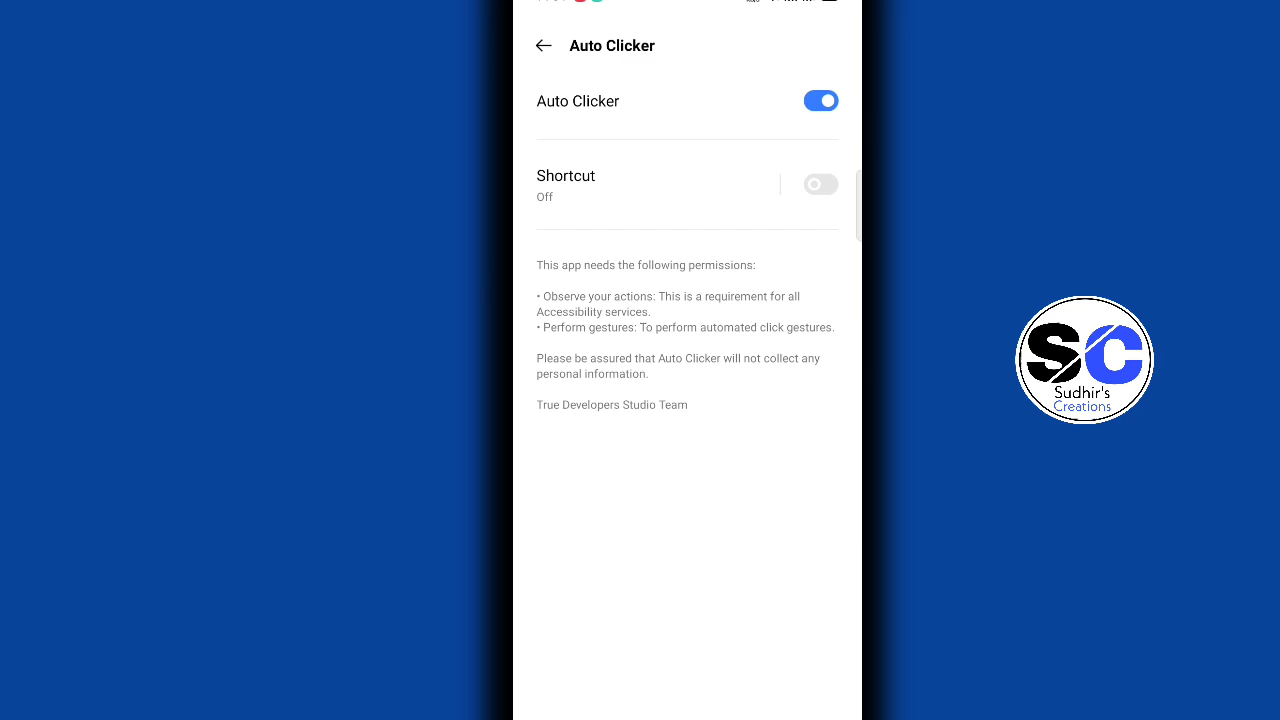 Auto Clicker
Auto Clicker
Shortcut
Off
This app needs the following permissions:
• Observe your actions: This is a requirement for all
Accessibility services.
• Perform gestures: To perform automated click gestures.
Please be assured that Auto Clicker will not collect any
personal information.
True Developers Studio Team
SC
Sudhir's
Creations